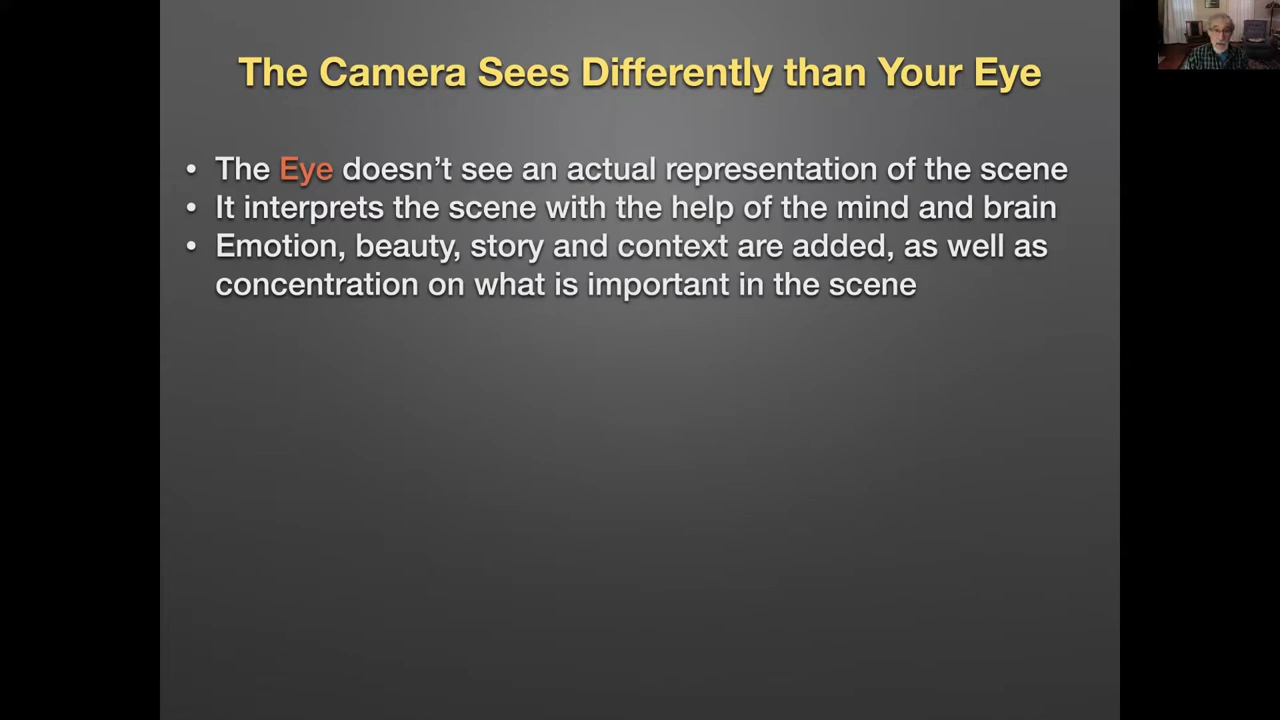 The Camera Sees Differently than Your Eye
• The Eye doesn’t see an actual representation of the scene
• It interprets the scene with the help of the mind and brain
• Emotion, beauty, story and context are added, as well as
concentration on what is important in the scene